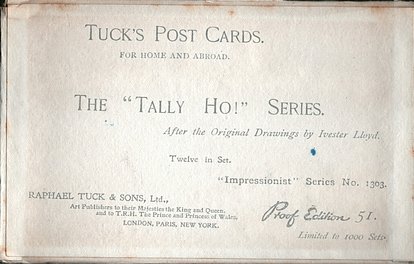 TUCK'S POST CARDS.
FOR HOME AND ABROAD.
THE "TALLY HO!" SERIES.
After the Original Drawings by Ivester Lloyd.
Twelve in Set.
"Impressionist" Series No. 1303.
RAPHAEL TUCK & SONS, Ltd.,
Art Publishers to their Majesties the King and Queen,
and to T.R.H. The Prince and Princess of Wales.
LONDON, PARIS, NEW YORK.
Proof Edition 51.
Limited to 1000 Sets.